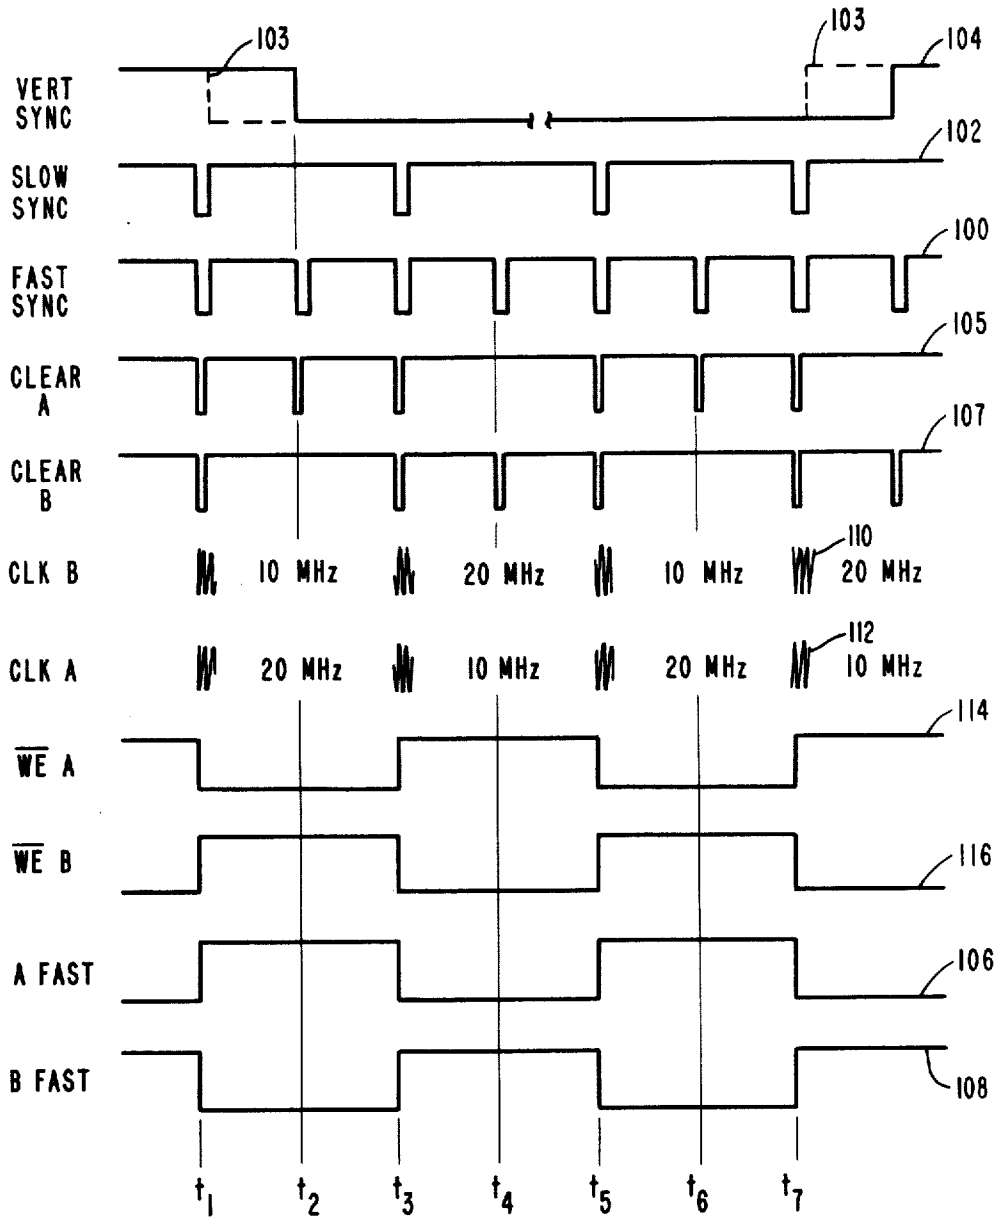 103
103
104
VERT
SYNC
102
SLOW
SYNC
100
FAST
SYNC
105
CLEAR
A
107
CLEAR
B
110
CLK B 10 MHz 20 MHz 10 MHz 20 MHz
112
CLK A 20 MHz 10 MHz 20 MHz 10 MHz
114
WE A
WE B
116
A FAST
106
B FAST
108
t1 t2 t3 t4 t5 t6 t7